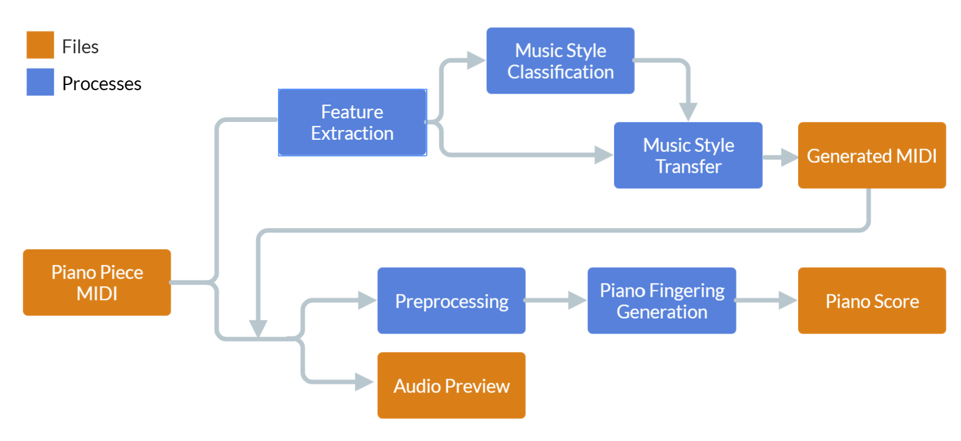 Files
Processes
Music Style
Classification
Feature
Extraction
Music Style
Transfer
Generated MIDI
Piano Piece
MIDI
Preprocessing
Piano Fingering
Generation
Piano Score
Audio Preview